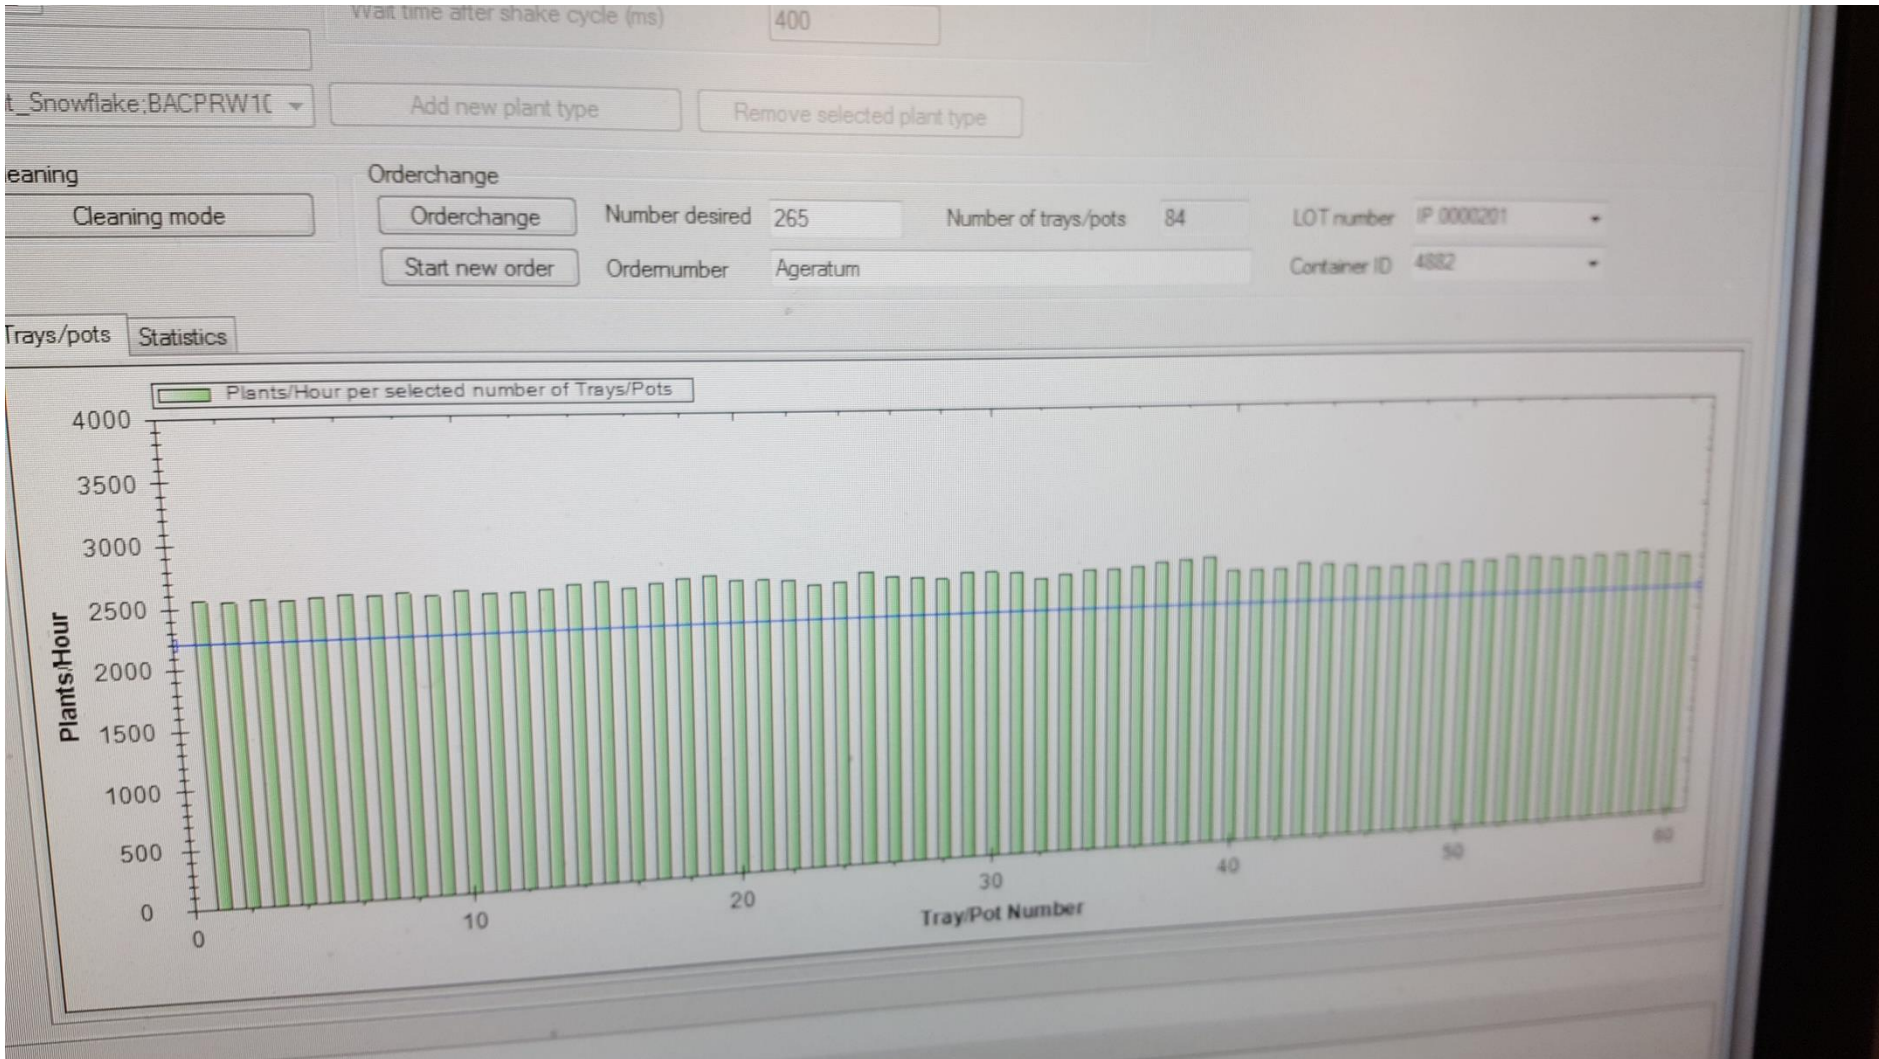 Wait time after shake cycle (ms) 400
t_Snowflake;BACPRW10 Add new plant type Remove selected plant type
eaning Orderchange
Cleaning mode Orderchange Number desired 265 Number of trays/pots 84 LOT number IP 0000201
Start new order Ordernumber Ageratum Container ID 4882
Trays/pots Statistics
Plants/Hour per selected number of Trays/Pots
4000
3500
3000
2500
2000
1500
1000
500
0
Plants/Hour
0 10 20 30 40 50 60
Tray/Pot Number